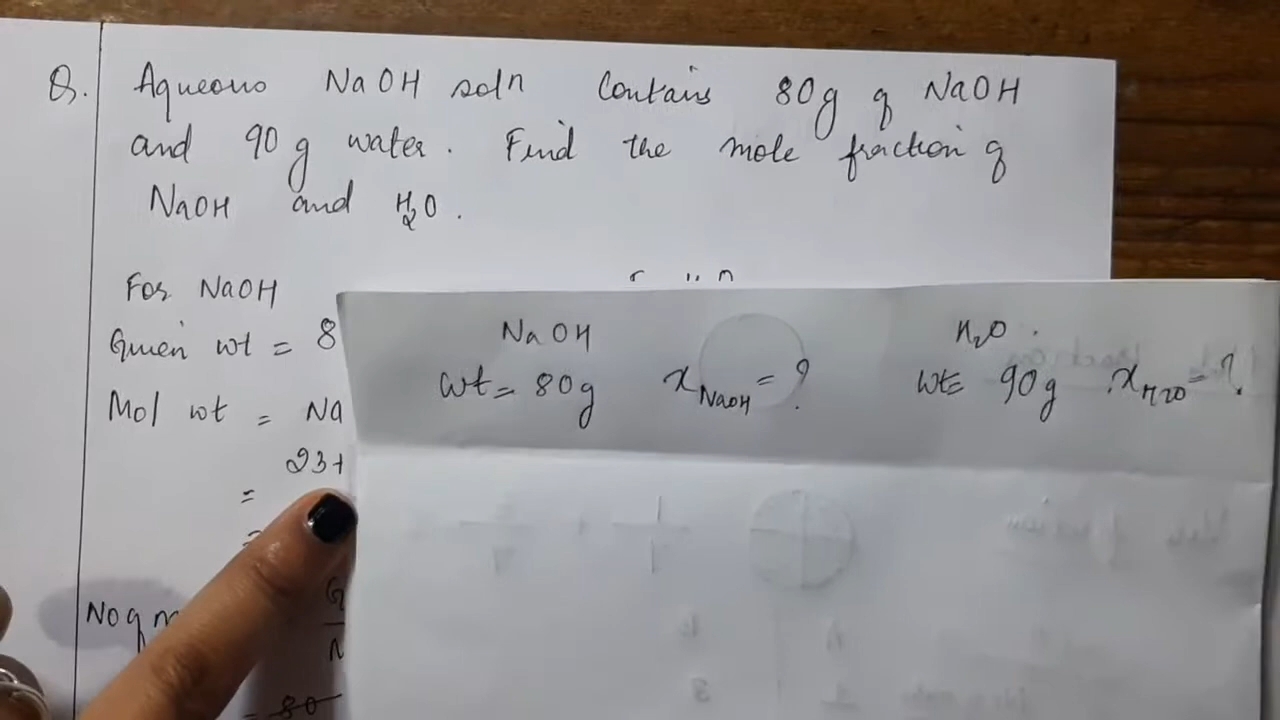 Q. Aqueous NaOH soln contains 80g of NaOH
and 90 g water. Find the mole fraction of
NaOH and H2O.
For NaOH
Given wt = 8
Mol wt = Na
23+
=
No of
= 80
NaOH
wt = 80g xNaOH = ?
H2O.
wt = 90g xH2O = ?